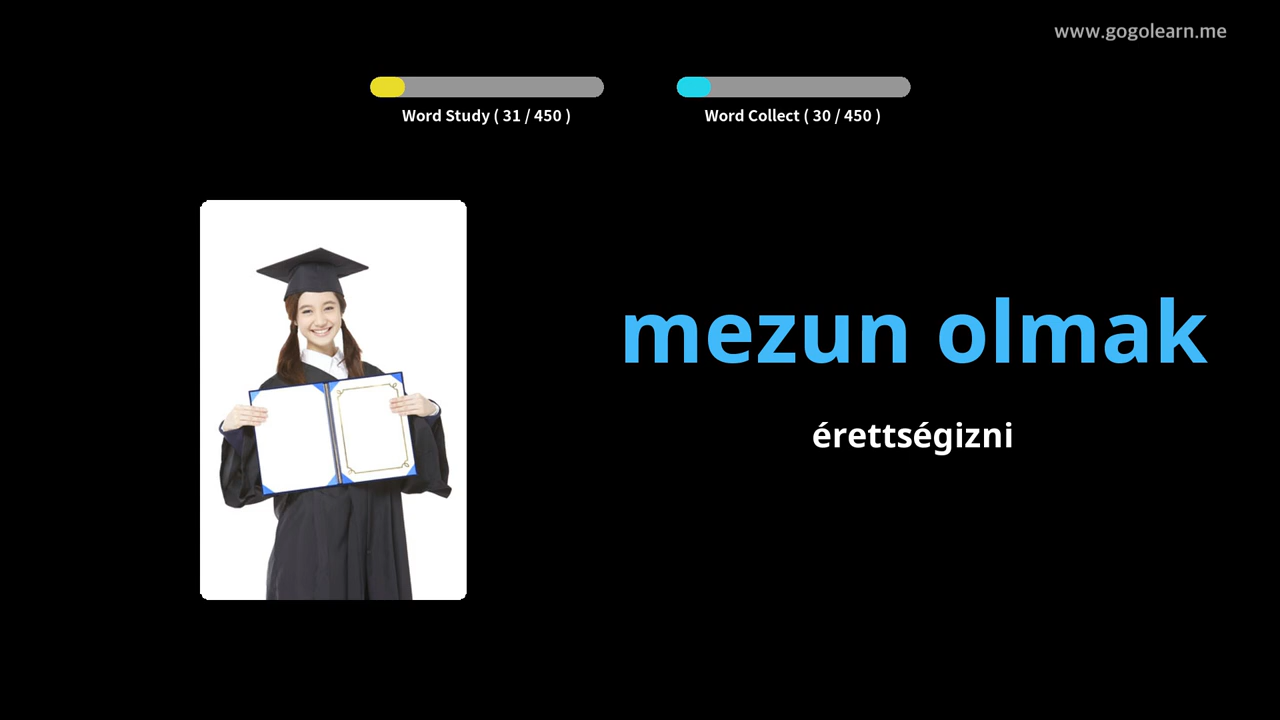 www.gogolearn.me
Word Study ( 31 / 450 )
Word Collect ( 30 / 450 )
mezun olmak
érettségizni